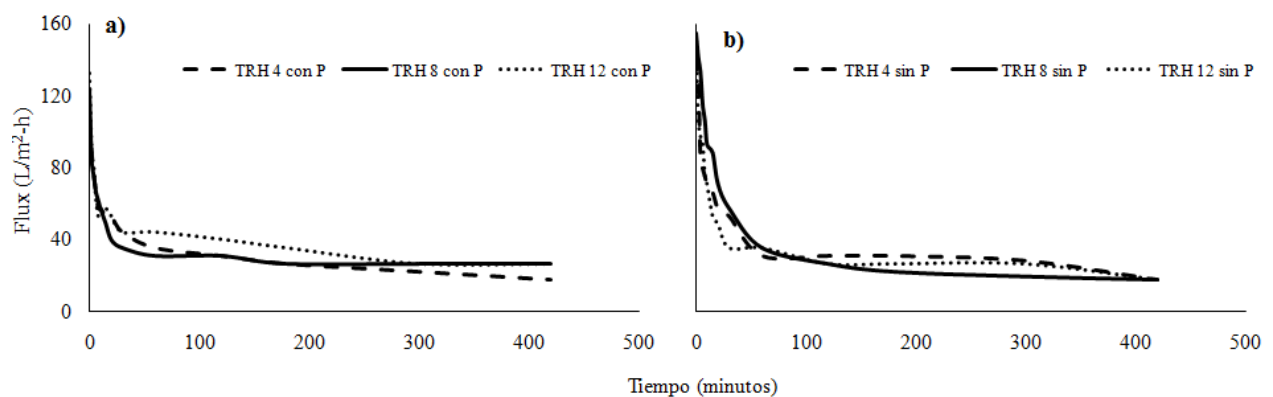 a)
b)
TRH 4 con P TRH 8 con P TRH 12 con P
TRH 4 sin P TRH 8 sin P TRH 12 sin P
Flux (L/m²-h)
160
120
80
40
0
0 100 200 300 400 500
0 100 200 300 400 500
Tiempo (minutos)